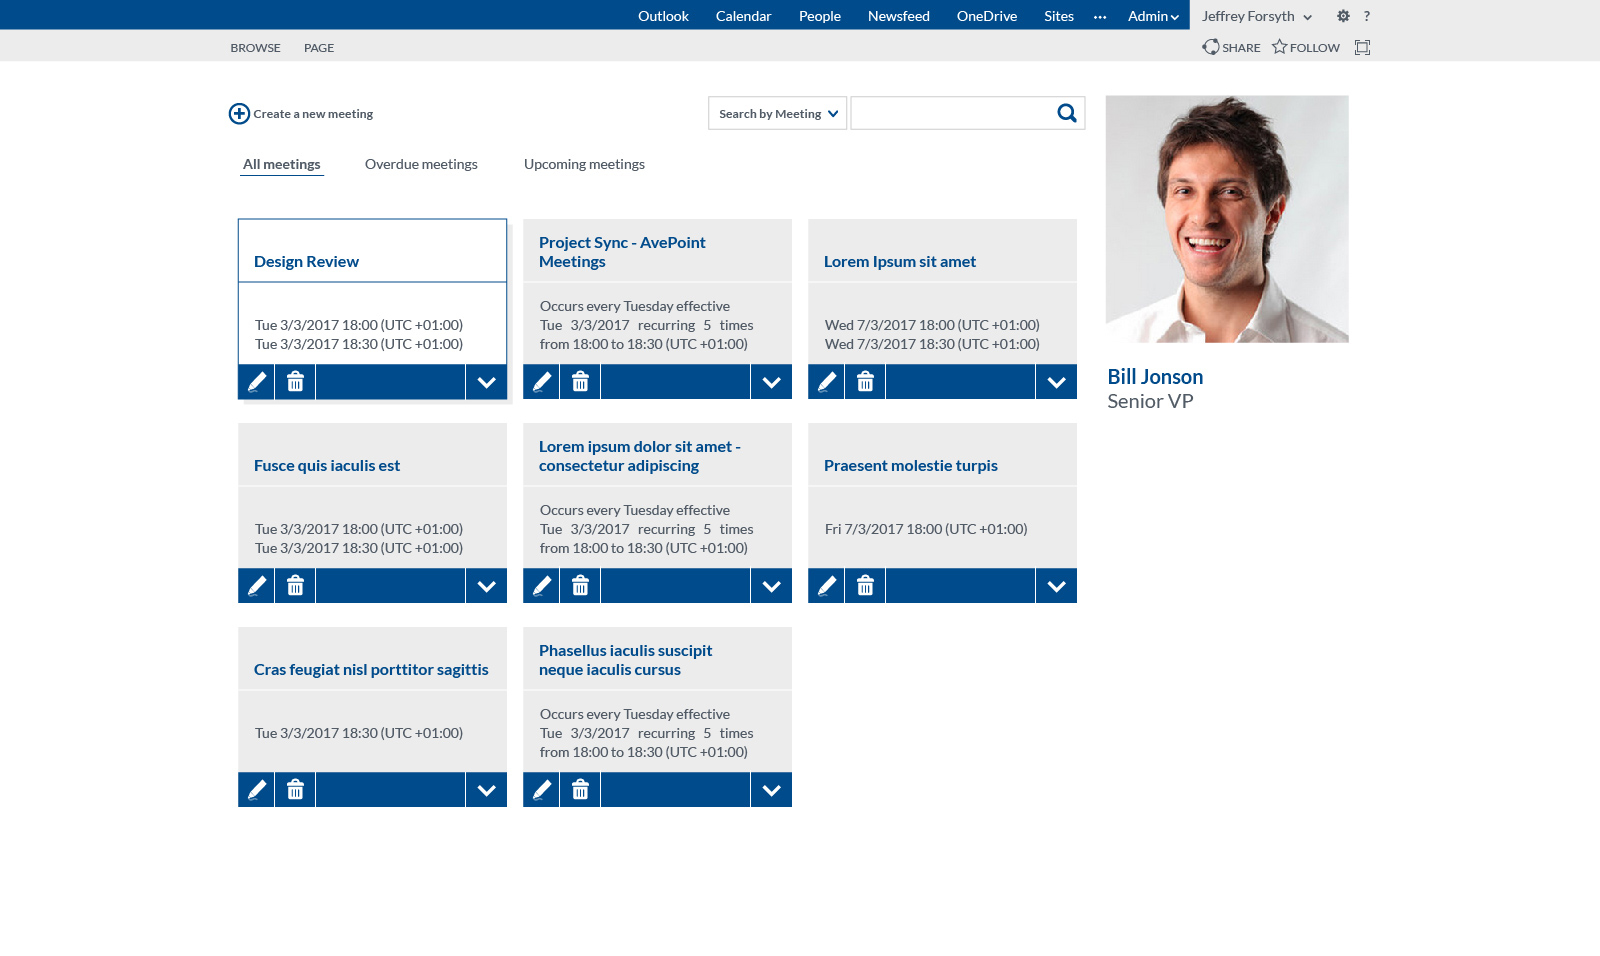 Outlook Calendar People Newsfeed OneDrive Sites ••• Admin Jeffrey Forsyth ?
BROWSE PAGE SHARE FOLLOW
Create a new meeting Search by Meeting
All meetings Overdue meetings Upcoming meetings
Design Review
Tue 3/3/2017 18:00 (UTC +01:00)
Tue 3/3/2017 18:30 (UTC +01:00)
Project Sync - AvePoint
Meetings
Occurs every Tuesday effective
Tue 3/3/2017 recurring 5 times
from 18:00 to 18:30 (UTC +01:00)
Lorem Ipsum sit amet
Wed 7/3/2017 18:00 (UTC +01:00)
Wed 7/3/2017 18:30 (UTC +01:00)
Bill Jonson
Senior VP
Fusce quis iaculis est
Tue 3/3/2017 18:00 (UTC +01:00)
Tue 3/3/2017 18:30 (UTC +01:00)
Lorem ipsum dolor sit amet -
consectetur adipiscing
Occurs every Tuesday effective
Tue 3/3/2017 recurring 5 times
from 18:00 to 18:30 (UTC +01:00)
Praesent molestie turpis
Fri 7/3/2017 18:00 (UTC +01:00)
Cras feugiat nisl porttitor sagittis
Tue 3/3/2017 18:30 (UTC +01:00)
Phasellus iaculis suscipit
neque iaculis cursus
Occurs every Tuesday effective
Tue 3/3/2017 recurring 5 times
from 18:00 to 18:30 (UTC +01:00)